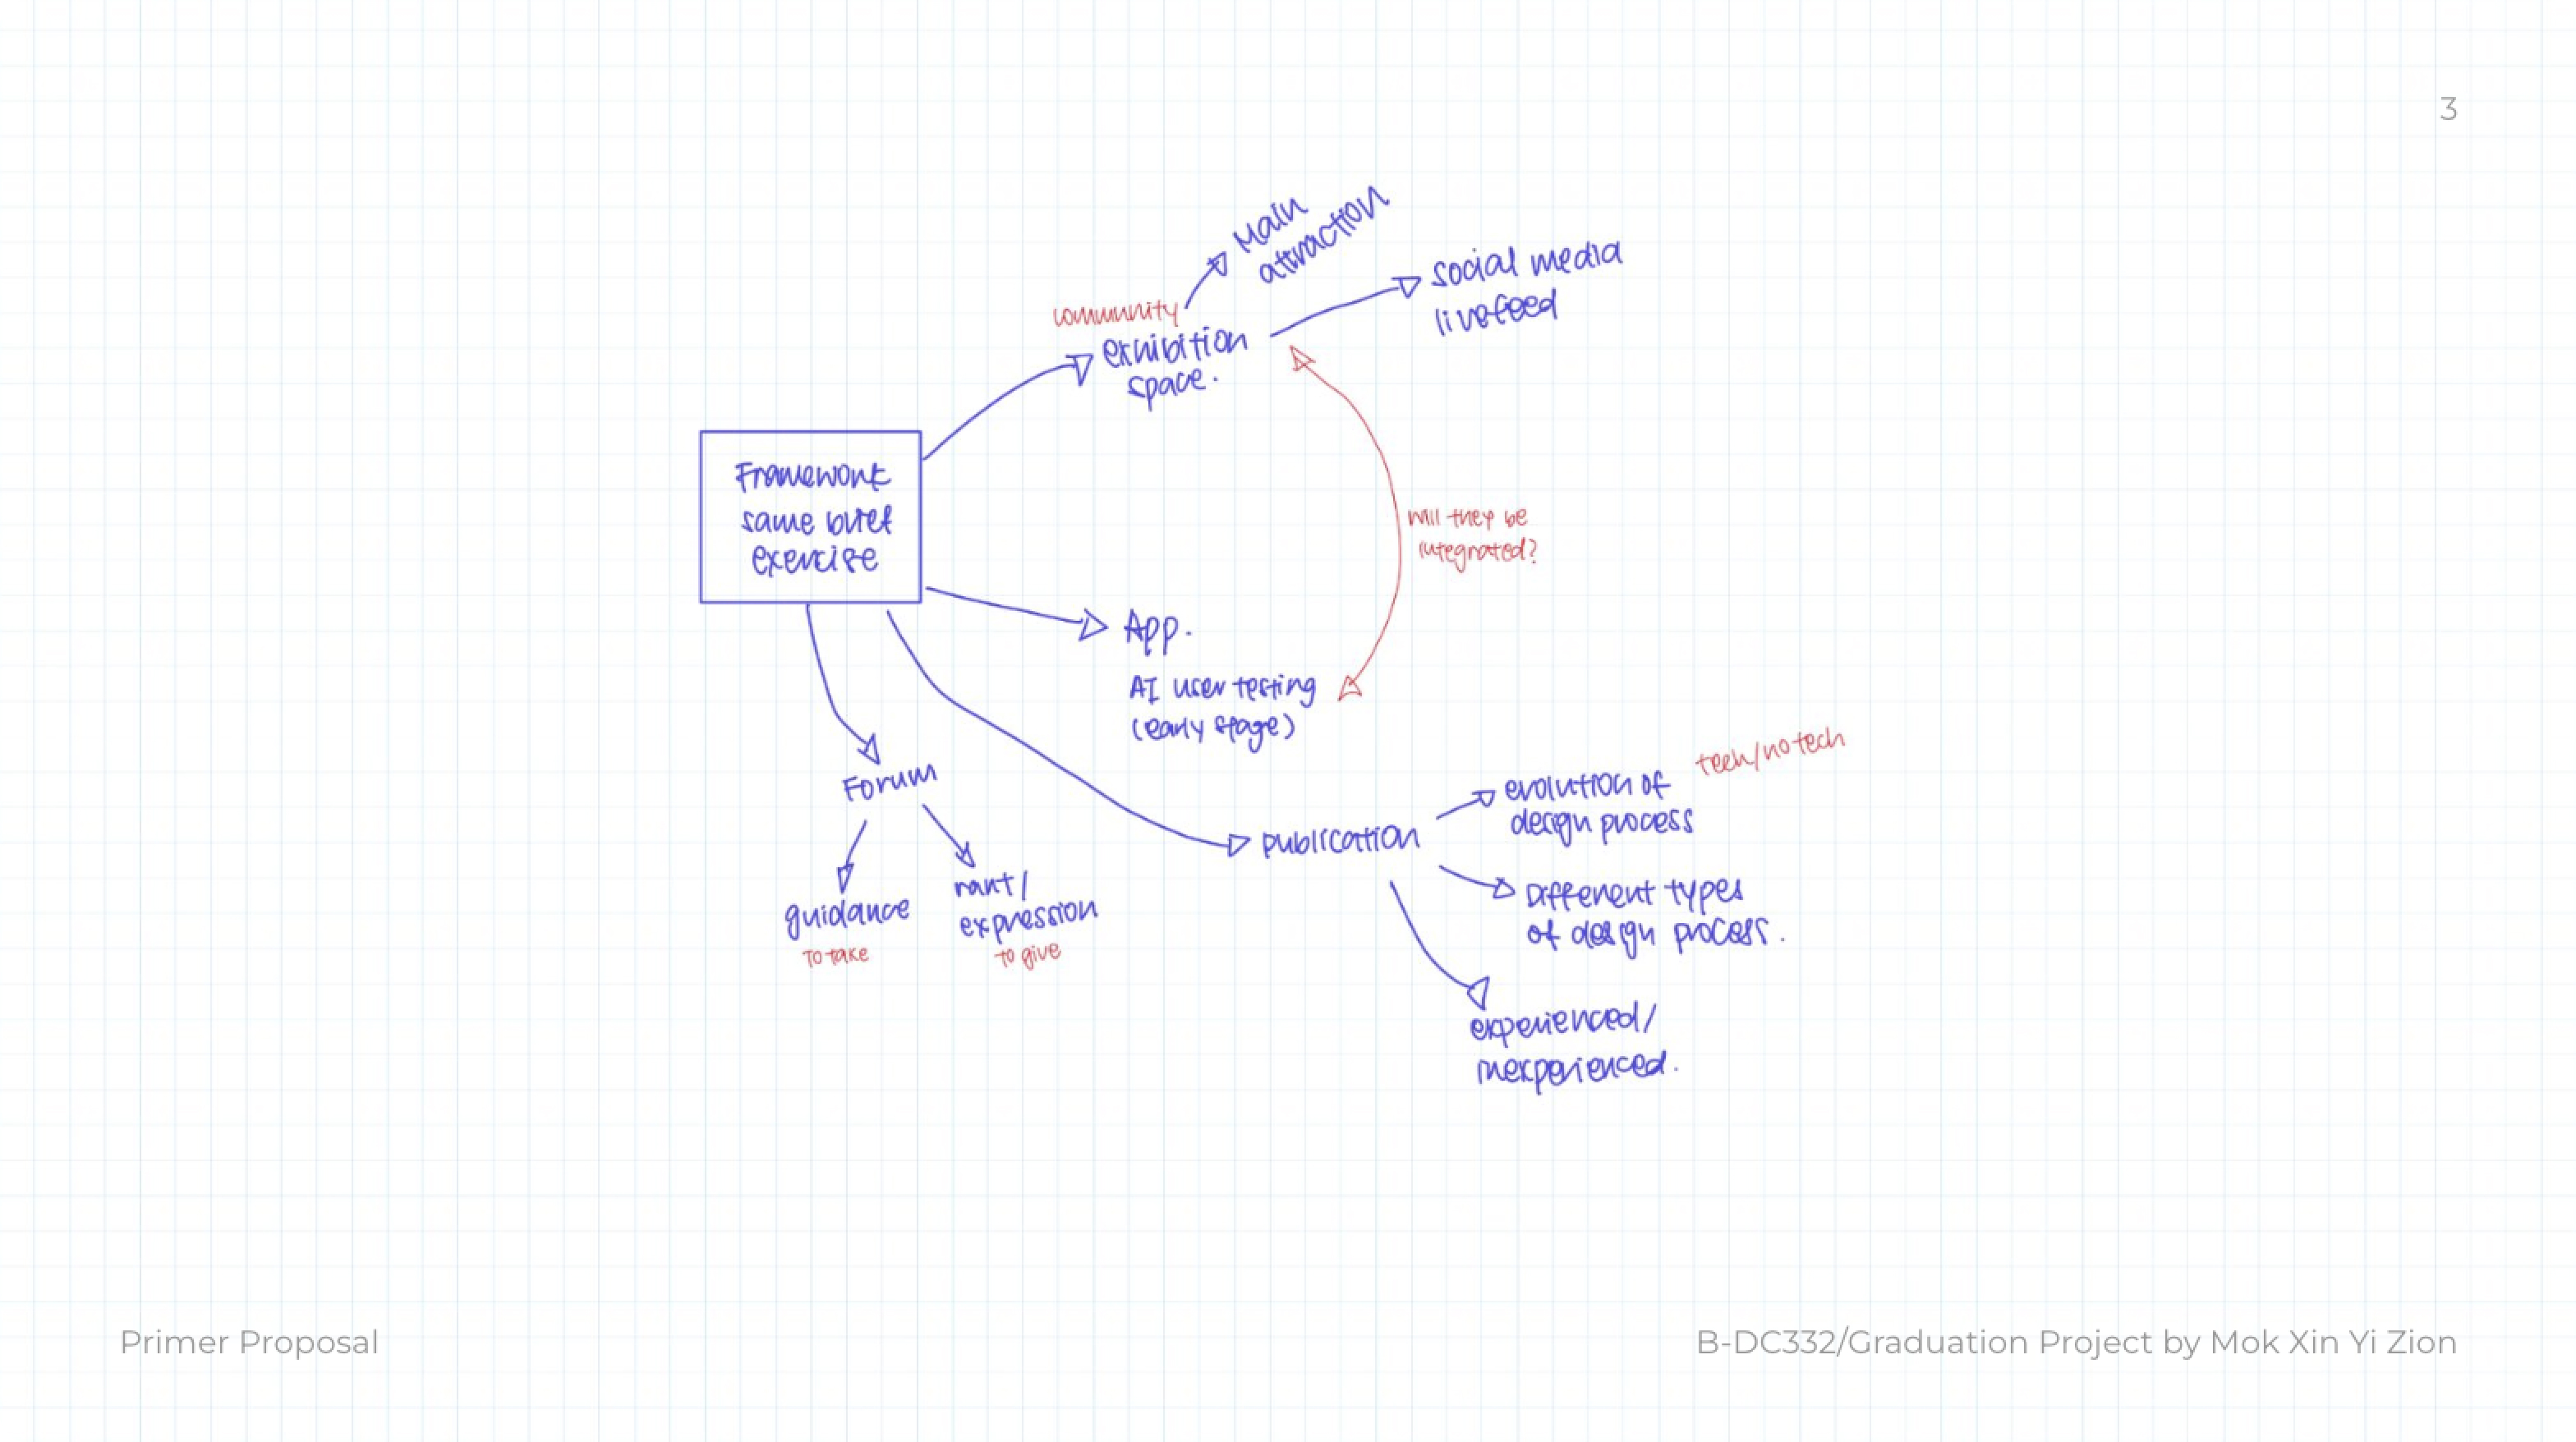 3
Main
attraction
social media
livefeed
community
exhibition
space.
Framework
same brief
exercise
will they be
integrated?
App.
AI user testing
(early stage)
Forum
guidance
to take
rant/
expression
to give
publication
evolution of
design process
tech/no tech
Different types
of design process.
experienced/
inexperienced.
Primer Proposal
B-DC332/Graduation Project by Mok Xin Yi Zion